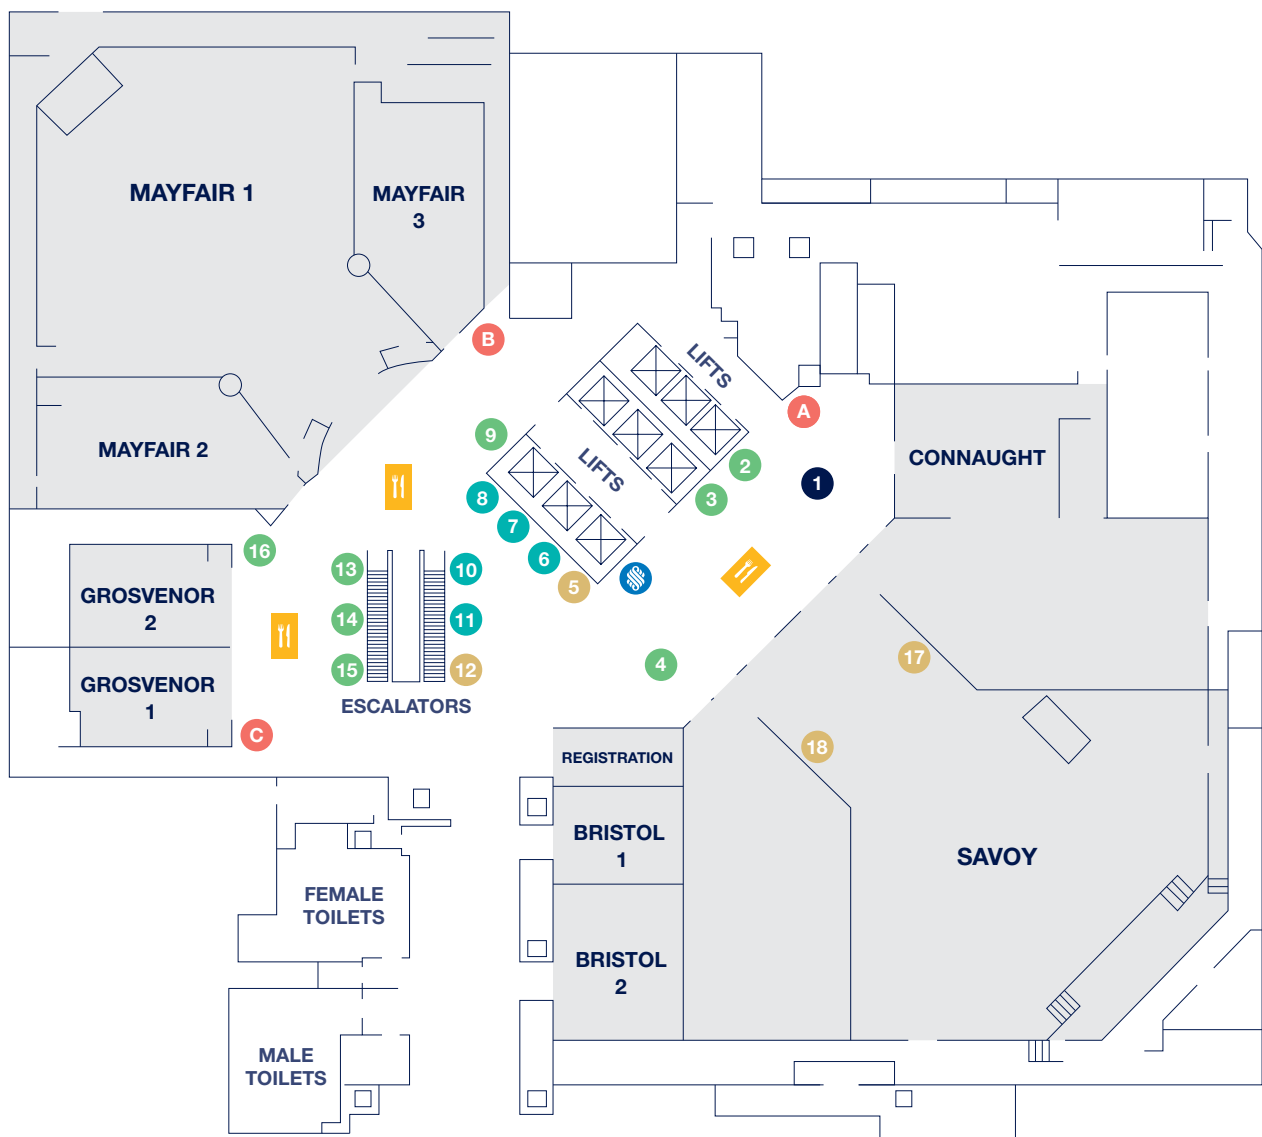 MAYFAIR 1
MAYFAIR
3
B
LIFTS
A
MAYFAIR 2
9
LIFTS
2
CONNAUGHT
8
3
1
7
16
13
10
6
5
GROSVENOR
2
14
11
4
17
15
12
GROSVENOR
1
ESCALATORS
C
18
REGISTRATION
BRISTOL
1
SAVOY
FEMALE
TOILETS
BRISTOL
2
MALE
TOILETS